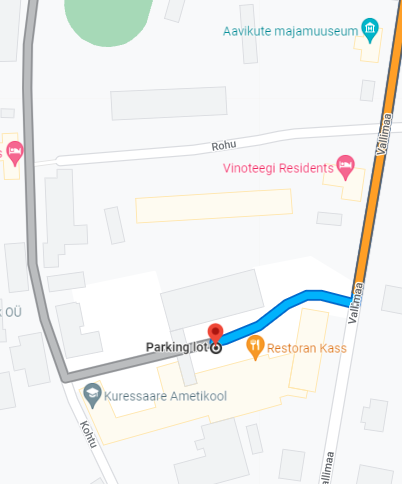 Aavikute majamuuseum
Vallimaa
Rohu
s
Vinoteegi Residents
Vallimaa
OÜ
Parking lot
Restoran Kass
Kuressaare Ametikool
Kohtu
Vallimaa